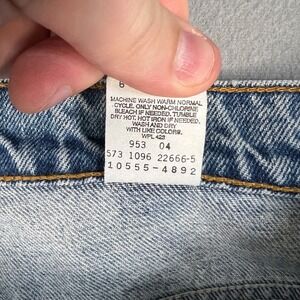 6
MACHINE WASH WARM NORMAL
CYCLE. ONLY NON-CHLORINE
BLEACH IF NEEDED. TUMBLE
DRY HOT. HOT IRON IF NEEDED.
WASH AND DRY
WITH LIKE COLORS.
WPL 423
953 04
573 1096 22666-5
10555-4892